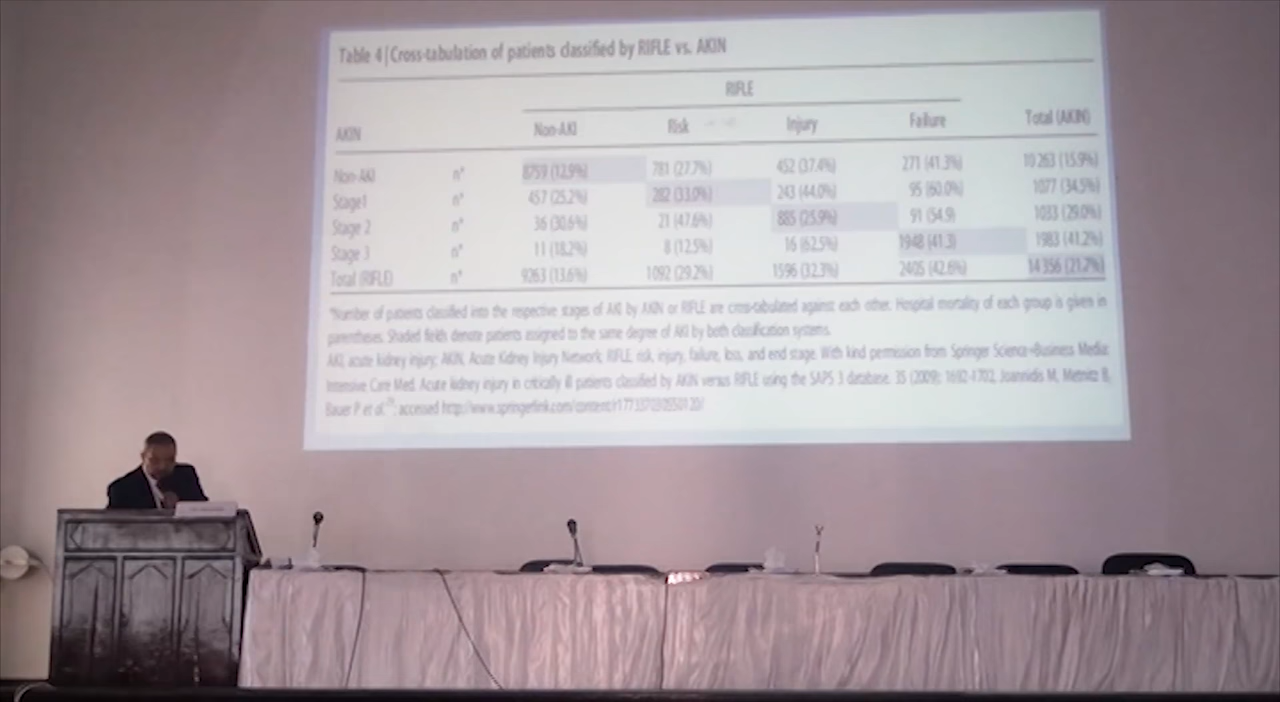 Table 4 | Cross-tabulation of patients classified by RIFLE vs. AKIN
RIFLE
AKIN Non-AKI Risk Injury Failure Total (AKIN)
Non-AKI n* 8759 (12.9%) 781 (27.7%) 452 (37.4%) 271 (41.3%) 10 263 (15.9%)
Stage1 n* 457 (25.2%) 282 (33.0%) 243 (44.0%) 95 (60.0%) 1077 (34.5%)
Stage 2 n* 36 (30.6%) 21 (47.6%) 885 (25.9%) 91 (54.9) 1033 (29.0%)
Stage 3 n* 11 (18.2%) 8 (12.5%) 16 (62.5%) 1948 (41.3) 1983 (41.2%)
Total (RIFLE) n* 9263 (13.6%) 1092 (29.2%) 1596 (32.3%) 2405 (42.6%) 14 356 (21.7%)
*Number of patients classified into the respective stages of AKI by AKIN or RIFLE are cross-tabulated against each other. Hospital mortality of each group is given in
parentheses. Shaded fields denote patients assigned to the same degree of AKI by both classification systems.
AKI, acute kidney injury; AKIN, Acute Kidney Injury Network; RIFLE, risk, injury, failure, loss, and end stage. With kind permission from Springer Science+Business Media:
Intensive Care Med. Acute kidney injury in critically ill patients classified by AKIN versus RIFLE using the SAPS 3 database. 35 (2009): 1692-1702, Joannidis M, Metnitz B,
Bauer P et al.; accessed